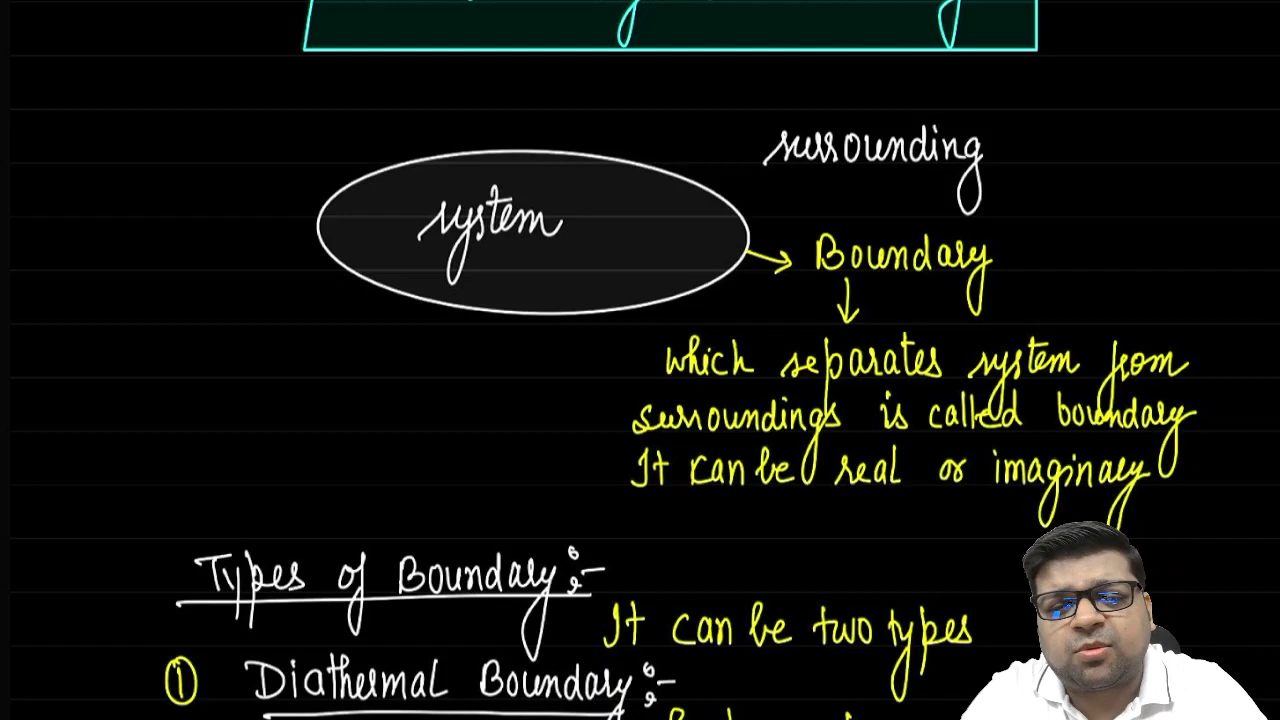 surrounding
system
Boundary
which separates system from
surroundings is called boundary
It can be real or imaginary
Types of Boundary:-
It can be two types
① Diathermal Boundary:-